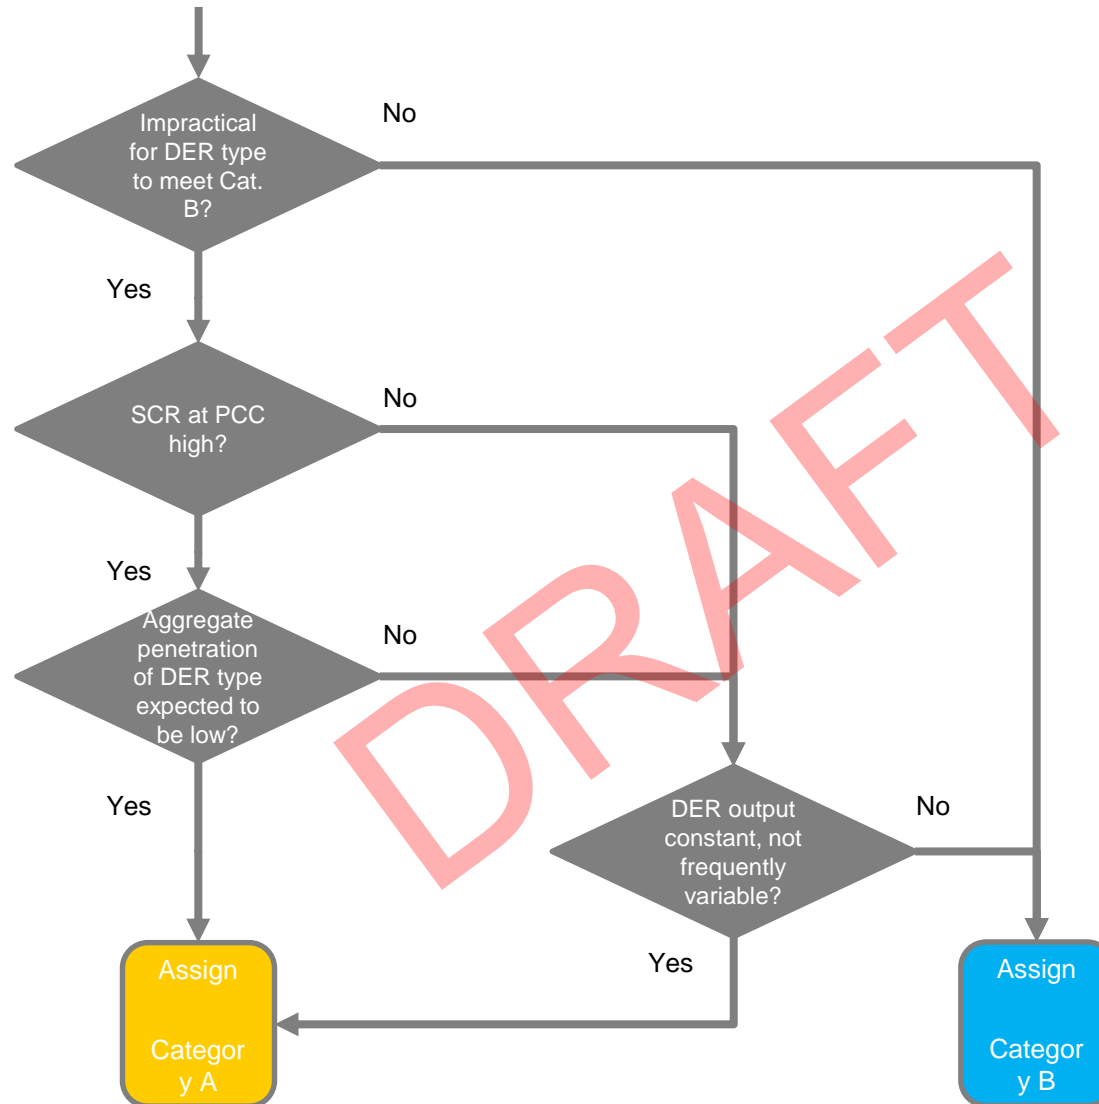 Impractical
for DER type
to meet Cat.
B?
No
Yes
SCR at PCC
high?
No
Yes
Aggregate
penetration
of DER type
expected to
be low?
No
Yes
DER output
constant, not
frequently
variable?
No
Yes
Assign
Categor
y A
Assign
Categor
y B
DRAFT